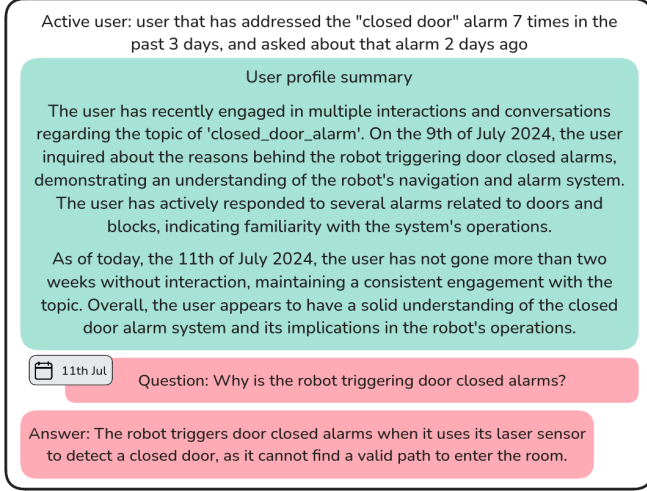 Active user: user that has addressed the "closed door" alarm 7 times in the
past 3 days, and asked about that alarm 2 days ago
User profile summary
The user has recently engaged in multiple interactions and conversations
regarding the topic of 'closed_door_alarm'. On the 9th of July 2024, the user
inquired about the reasons behind the robot triggering door closed alarms,
demonstrating an understanding of the robot's navigation and alarm system.
The user has actively responded to several alarms related to doors and
blocks, indicating familiarity with the system's operations.
As of today, the 11th of July 2024, the user has not gone more than two
weeks without interaction, maintaining a consistent engagement with the
topic. Overall, the user appears to have a solid understanding of the closed
door alarm system and its implications in the robot's operations.
11th Jul
Question: Why is the robot triggering door closed alarms?
Answer: The robot triggers door closed alarms when it uses its laser sensor
to detect a closed door, as it cannot find a valid path to enter the room.